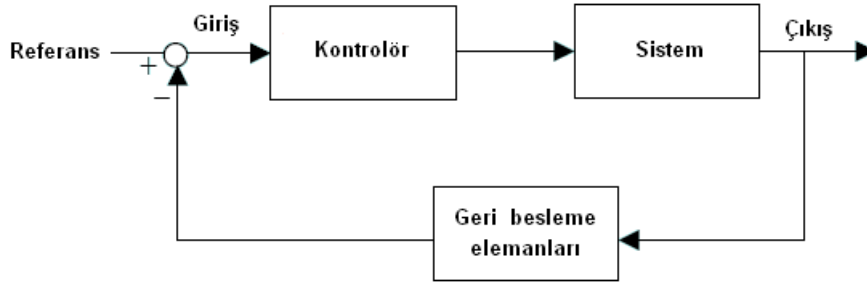 Giriş
Referans
+
−
Kontrolör
Sistem
Çıkış
Geri besleme
elemanları